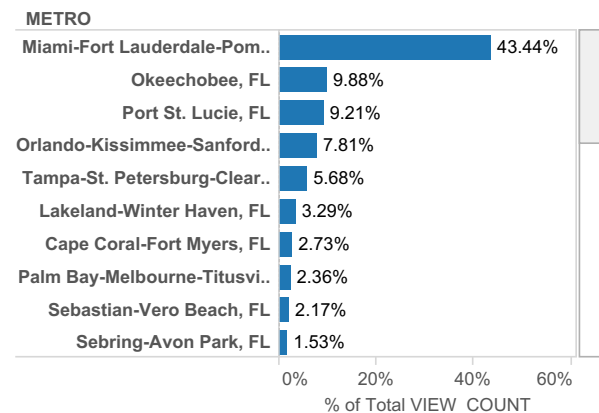 METRO
Miami-Fort Lauderdale-Pom.. 43.44%
Okeechobee, FL 9.88%
Port St. Lucie, FL 9.21%
Orlando-Kissimmee-Sanford.. 7.81%
Tampa-St. Petersburg-Clear.. 5.68%
Lakeland-Winter Haven, FL 3.29%
Cape Coral-Fort Myers, FL 2.73%
Palm Bay-Melbourne-Titusvi.. 2.36%
Sebastian-Vero Beach, FL 2.17%
Sebring-Avon Park, FL 1.53%
0% 20% 40% 60%
% of Total VIEW_COUNT